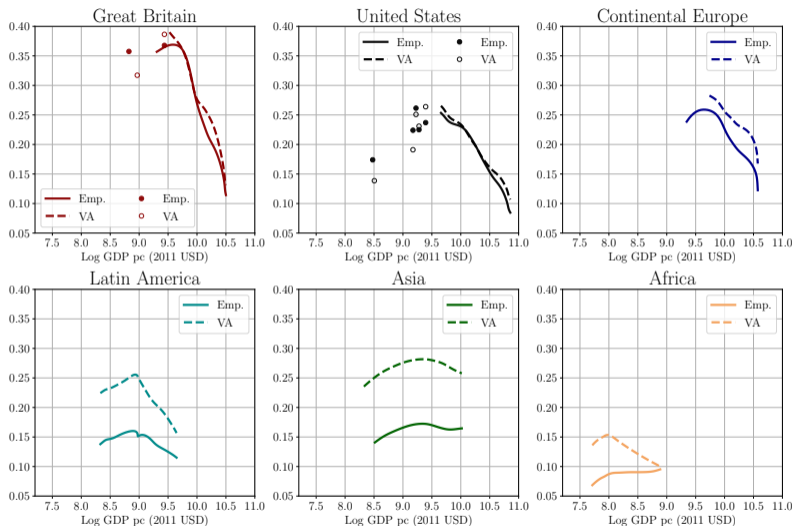 Great Britain
0.40
0.35
0.30
0.25
0.20
0.15
0.10
0.05
Emp.
VA
Emp.
VA
7.5 8.0 8.5 9.0 9.5 10.0 10.5 11.0
Log GDP pc (2011 USD)
United States
0.40
0.35
0.30
0.25
0.20
0.15
0.10
0.05
Emp.
VA
Emp.
VA
7.5 8.0 8.5 9.0 9.5 10.0 10.5 11.0
Log GDP pc (2011 USD)
Continental Europe
0.40
0.35
0.30
0.25
0.20
0.15
0.10
0.05
Emp.
VA
7.5 8.0 8.5 9.0 9.5 10.0 10.5 11.0
Log GDP pc (2011 USD)
Latin America
0.40
0.35
0.30
0.25
0.20
0.15
0.10
0.05
Emp.
VA
7.5 8.0 8.5 9.0 9.5 10.0 10.5 11.0
Log GDP pc (2011 USD)
Asia
0.40
0.35
0.30
0.25
0.20
0.15
0.10
0.05
Emp.
VA
7.5 8.0 8.5 9.0 9.5 10.0 10.5 11.0
Log GDP pc (2011 USD)
Africa
0.40
0.35
0.30
0.25
0.20
0.15
0.10
0.05
Emp.
VA
7.5 8.0 8.5 9.0 9.5 10.0 10.5 11.0
Log GDP pc (2011 USD)